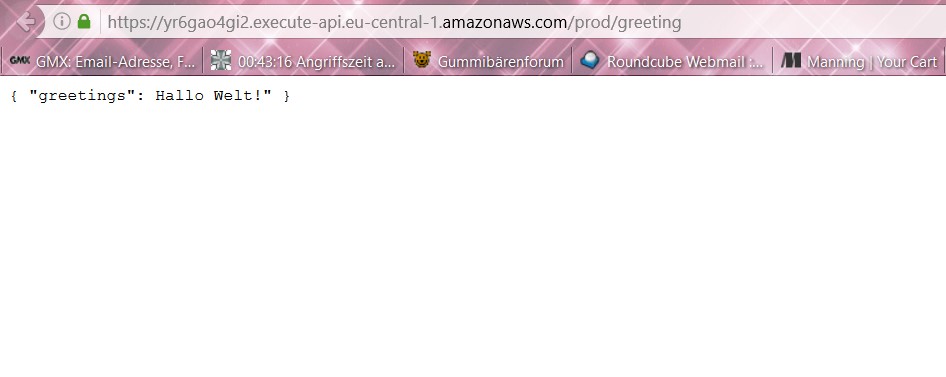 https://yr6gao4gi2.execute-api.eu-central-1.amazonaws.com/prod/greeting
GMX GMX: Email-Adresse, F... 00:43:16 Angriffszeit a... Gummibärenforum Roundcube Webmail :... Manning | Your Cart
{ "greetings": Hallo Welt!" }